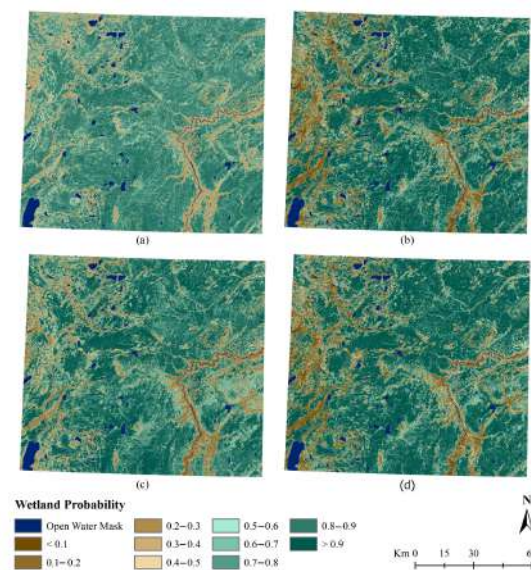 (a)
(b)
(c)
(d)
Wetland Probability
Open Water Mask
0.2–0.3
0.5–0.6
0.8–0.9
< 0.1
0.3–0.4
0.6–0.7
> 0.9
0.1–0.2
0.4–0.5
0.7–0.8
N
Km 0 15 30